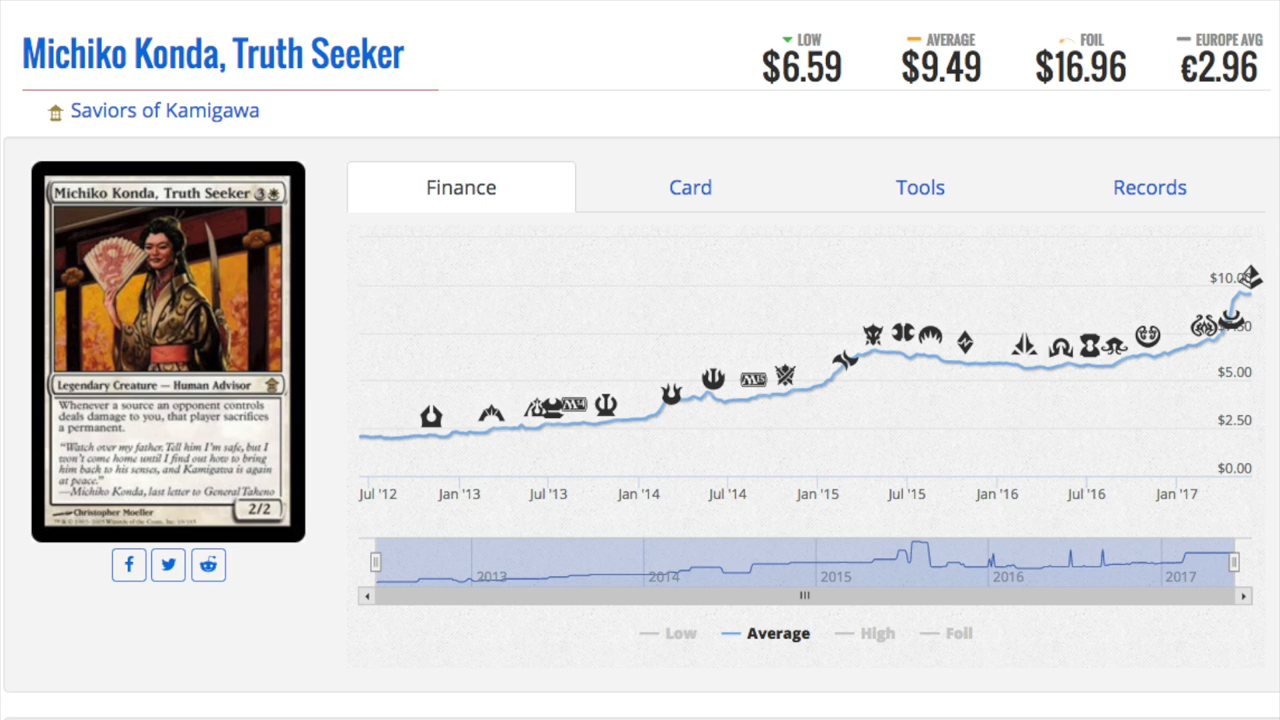 Michiko Konda, Truth Seeker
LOW
$6.59
AVERAGE
$9.49
FOIL
$16.96
EUROPE AVG
€2.96
Saviors of Kamigawa
Michiko Konda, Truth Seeker 3
Legendary Creature — Human Advisor
Whenever a source an opponent controls
deals damage to you, that player sacrifices
a permanent.
"Watch over my father. Tell him I'm safe, but I
won't come home until I find out how to bring
him back to his senses, and Kamigawa is again
at peace."
—Michiko Konda, last letter to General Takeno
Christopher Moeller
2/2
Finance
Card
Tools
Records
$10.0
.50
$5.00
$2.50
$0.00
M15
M14
Jul '12
Jan '13
Jul '13
Jan '14
Jul '14
Jan '15
Jul '15
Jan '16
Jul '16
Jan '17
2013
2014
2015
2016
2017
Low
Average
High
Foil